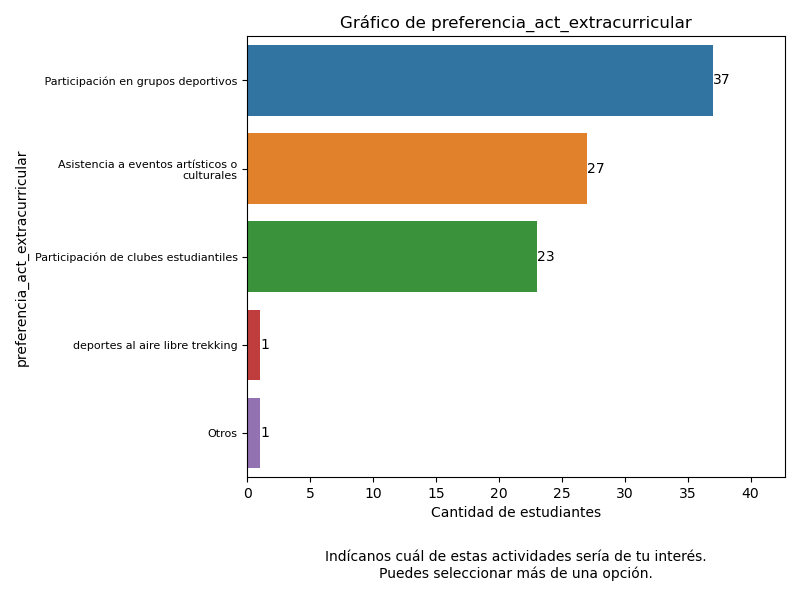 Gráfico de preferencia_act_extracurricular
preferencia_act_extracurricular
Participación en grupos deportivos
37
Asistencia a eventos artísticos o
culturales
27
Participación de clubes estudiantiles
23
deportes al aire libre trekking
1
Otros
1
0 5 10 15 20 25 30 35 40
Cantidad de estudiantes
Indícanos cuál de estas actividades sería de tu interés.
Puedes seleccionar más de una opción.